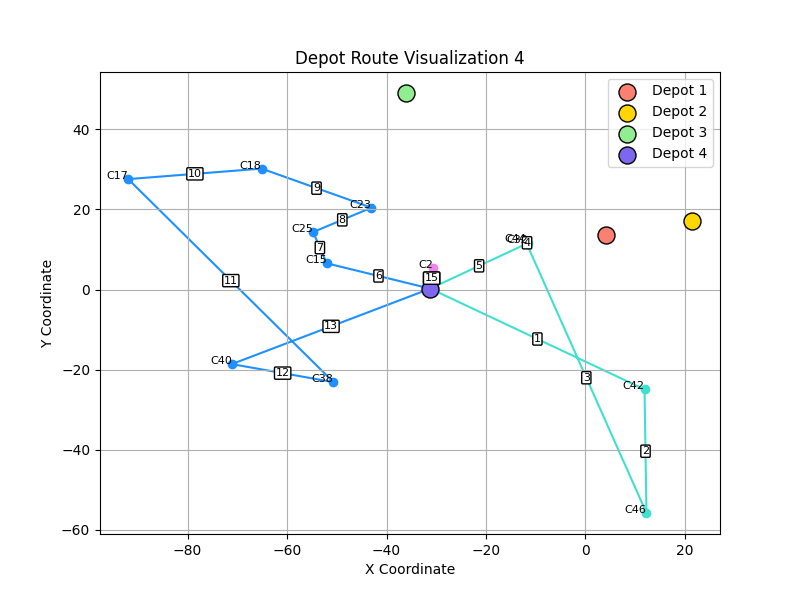 Depot Route Visualization 4
Depot 1
Depot 2
Depot 3
Depot 4
Y Coordinate
40
20
0
−20
−40
−60
C17
10
C18
9
C23
8
C25
7
C15
6
C2
15
5
4
11
13
1
C40
12
C38
3
C42
2
C46
−80
−60
−40
−20
0
20
X Coordinate